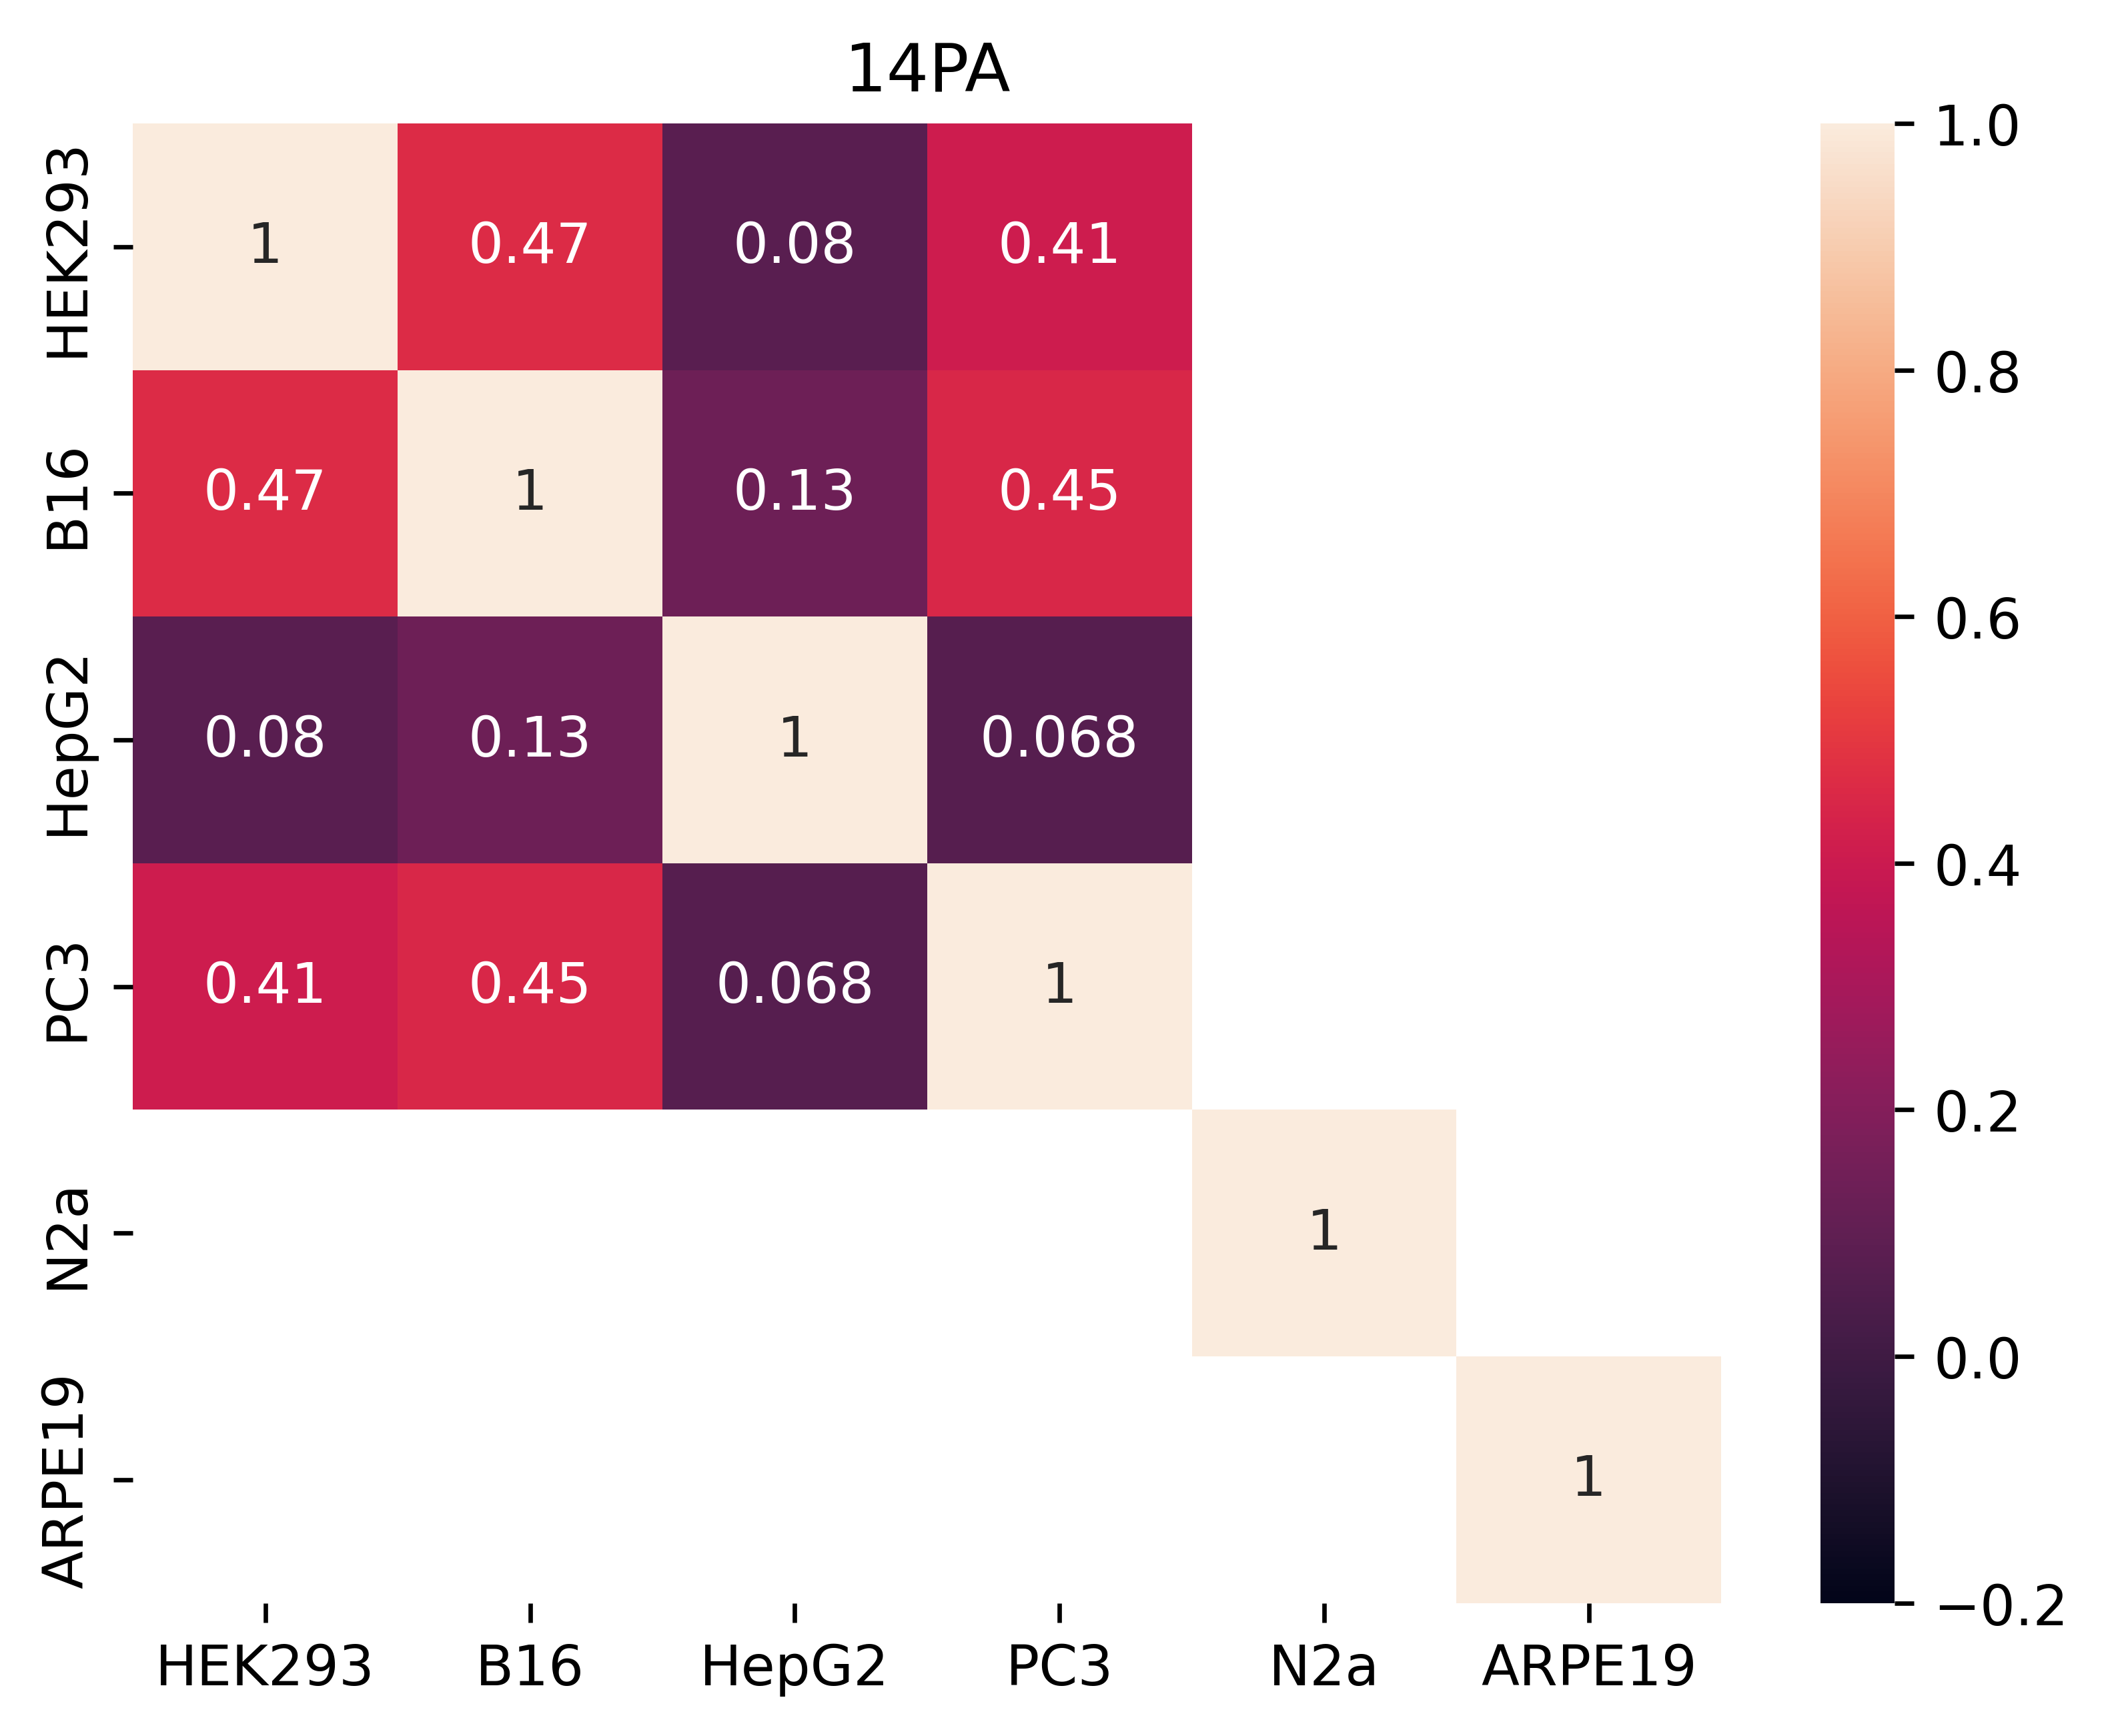 14PA
HEK293 1 0.47 0.08 0.41
B16 0.47 1 0.13 0.45
HepG2 0.08 0.13 1 0.068
PC3 0.41 0.45 0.068 1
N2a 1
ARPE19 1
HEK293 B16 HepG2 PC3 N2a ARPE19
1.0
0.8
0.6
0.4
0.2
0.0
−0.2